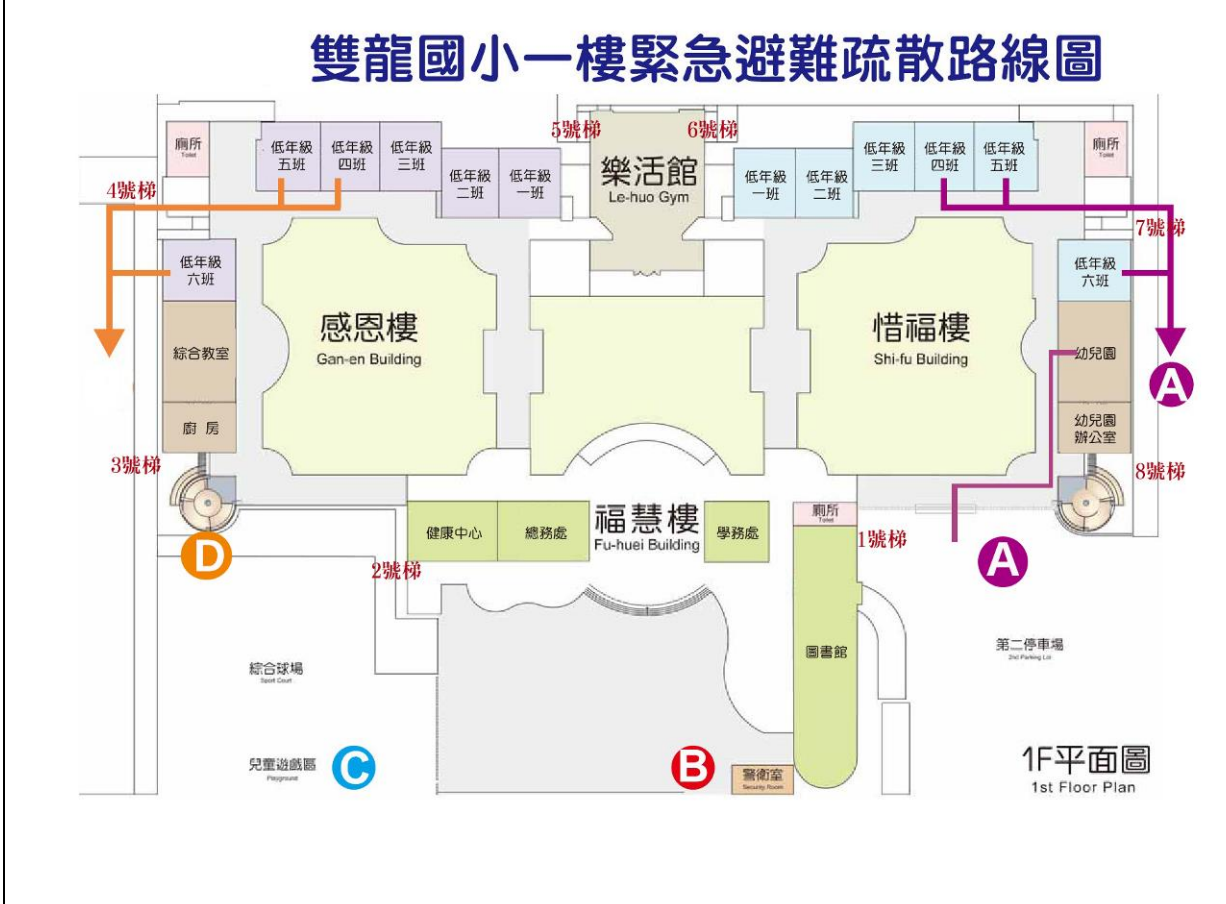 雙龍國小一樓緊急避難疏散路線圖
5號梯
6號梯
廁所
Toilet
低年級
五班
低年級
四班
低年級
三班
低年級
二班
低年級
一班
樂活館
Le-huo Gym
低年級
一班
低年級
二班
低年級
三班
低年級
四班
低年級
五班
廁所
Toilet
4號梯
7號梯
低年級
六班
低年級
六班
感恩樓
Gan-en Building
惜福樓
Shi-fu Building
綜合教室
幼兒園
A
廚房
幼兒園
辦公室
3號梯
8號梯
健康中心
總務處
福慧樓
Fu-huei Building
學務處
廁所
Toilet
1號梯
D
2號梯
A
綜合球場
Sport Court
圖書館
第二停車場
2nd Parking Lot
兒童遊戲區
Playground
C
B
警衛室
Security Room
1F平面圖
1st Floor Plan